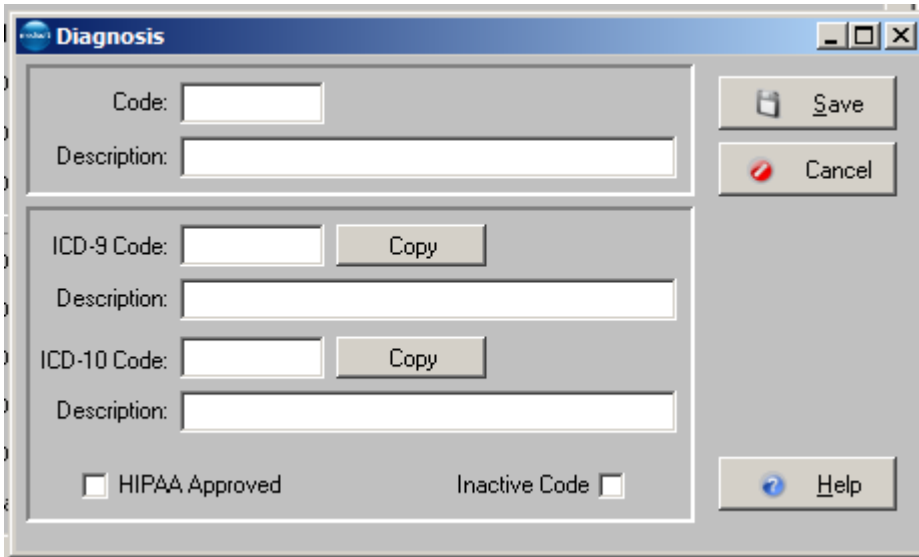 Diagnosis
Code:
Save
Description:
Cancel
ICD-9 Code:
Copy
Description:
ICD-10 Code:
Copy
Description:
HIPAA Approved
Inactive Code
Help